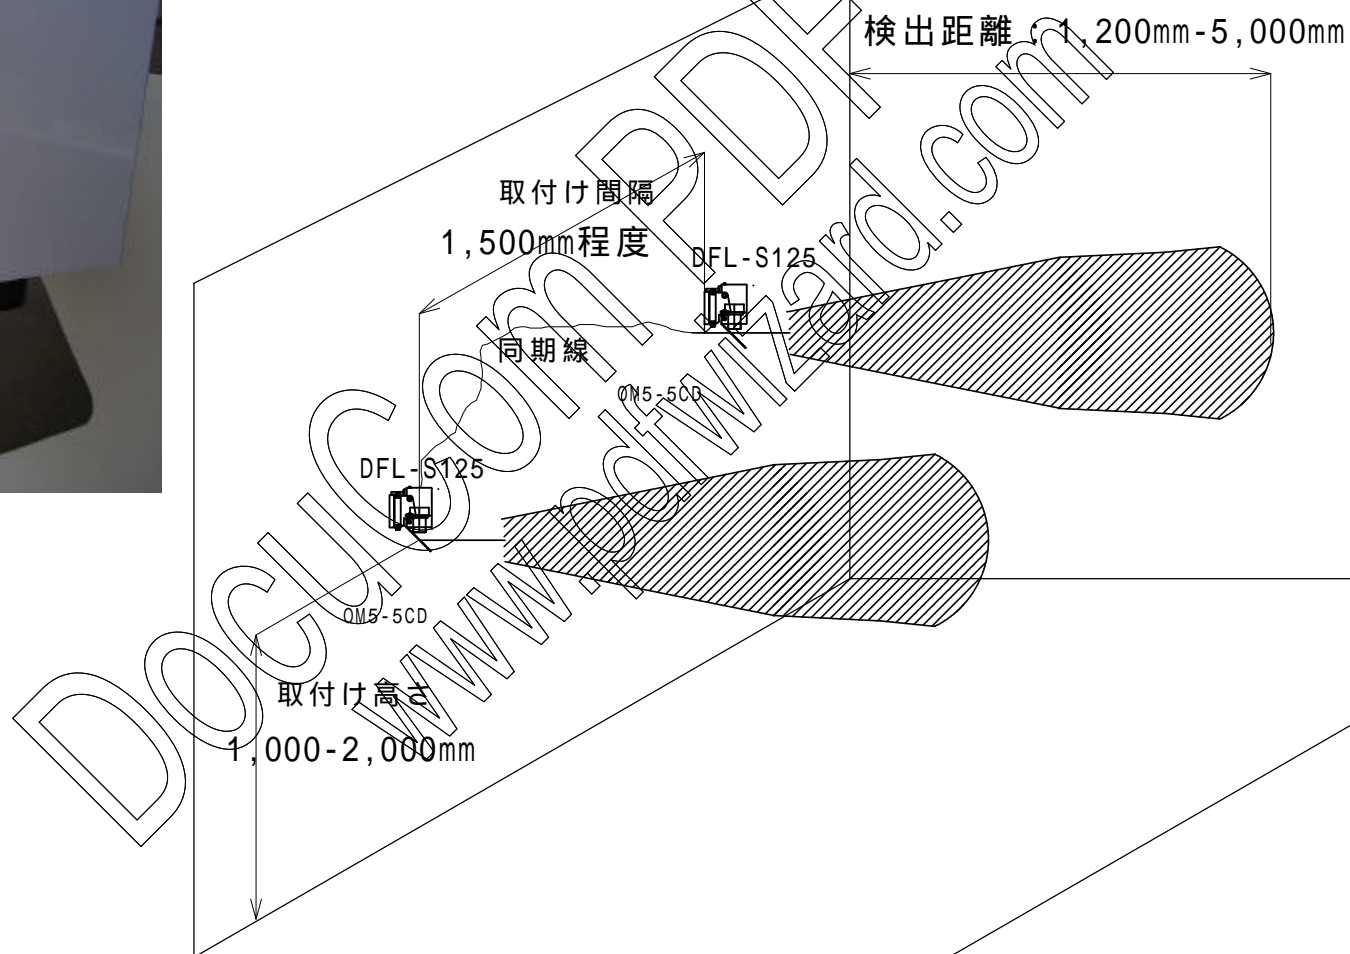 検出距離：1,200mm-5,000mm
取付け間隔
1,500mm程度
DFL-S125
同期線
OM5-5CD
DFL-S125
OM5-5CD
取付け高さ
1,000-2,000mm
DocuCom PDF
www.pdfwizard.com